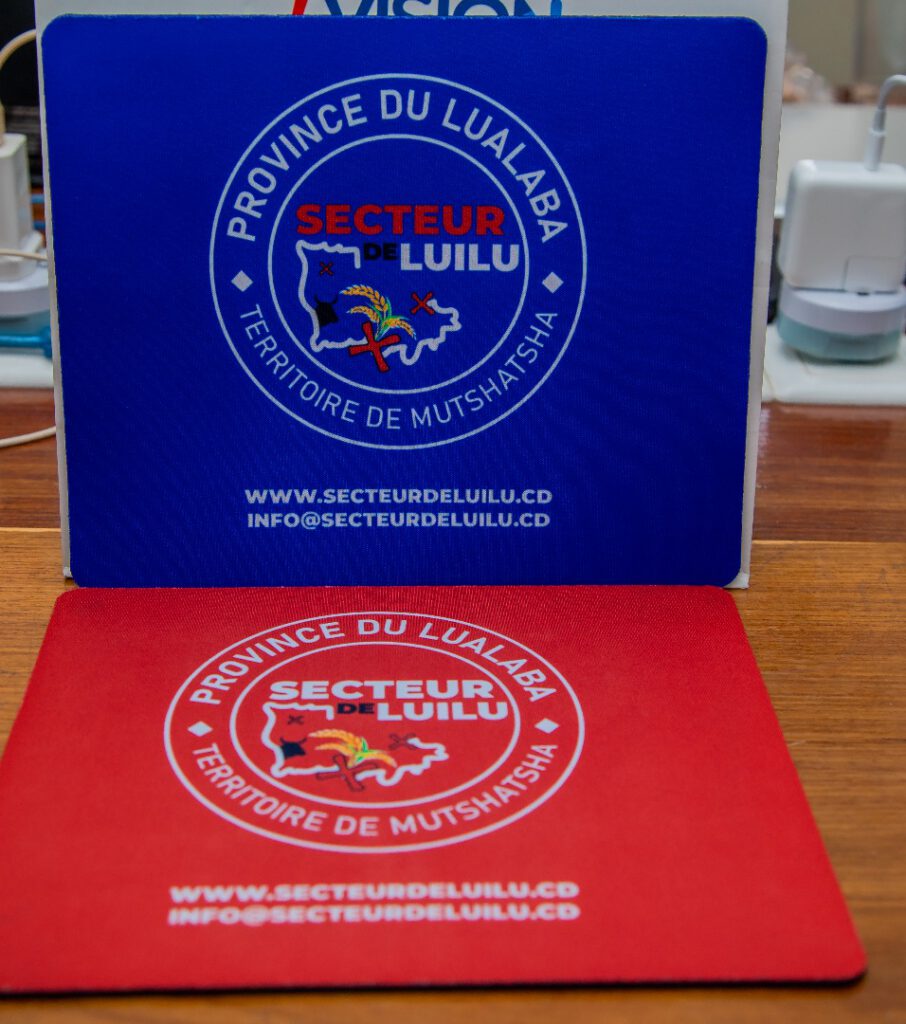 VISION
PROVINCE DU LUALABA
SECTEUR
DE LUILU
TERRITOIRE DE MUTSHATSHA
WWW.SECTEURDELUILU.CD
INFO@SECTEURDELUILU.CD
PROVINCE DU LUALABA
SECTEUR
DE LUILU
TERRITOIRE DE MUTSHATSHA
WWW.SECTEURDELUILU.CD
INFO@SECTEURDELUILU.CD